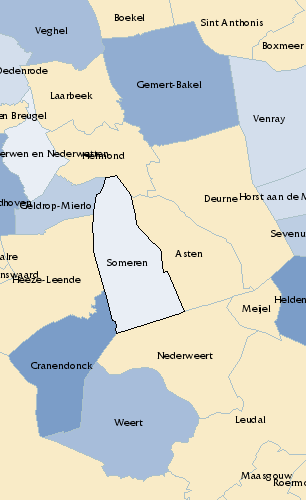 Boekel
Sint Anthonis
Veghel
Boxmeer
Oedenrode
Gemert-Bakel
Laarbeek
en Breugel
Venray
erwen en Nederwetten
Helmond
Deurne
Horst aan de M
dhoven
Geldrop-Mierlo
Sevenu
alre
Asten
Someren
nswaard
Heeze-Leende
Helden
Meijel
Nederweert
Cranendonck
Weert
Leudal
Maasgouw
Roerm